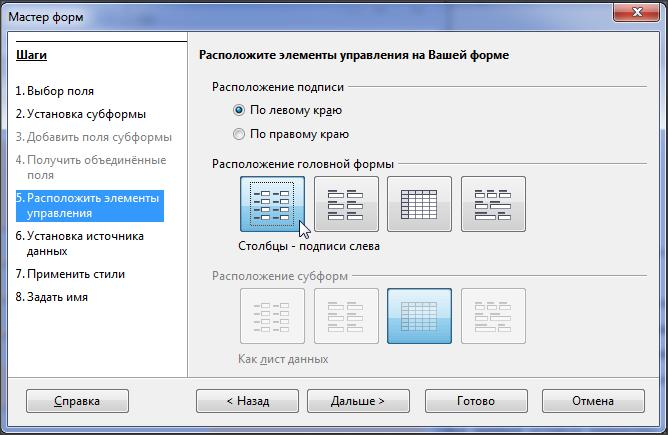 Мастер форм
Шаги
1. Выбор поля
2. Установка субформы
3. Добавить поля субформы
4. Получить объединённые
поля
5. Расположить элементы
управления
6. Установка источника
данных
7. Применить стили
8. Задать имя
Расположите элементы управления на Вашей форме
Расположение подписи
По левому краю
По правому краю
Расположение головной формы
Столбцы - подписи слева
Расположение субформ
Как лист данных
Справка
< Назад
Дальше >
Готово
Отмена